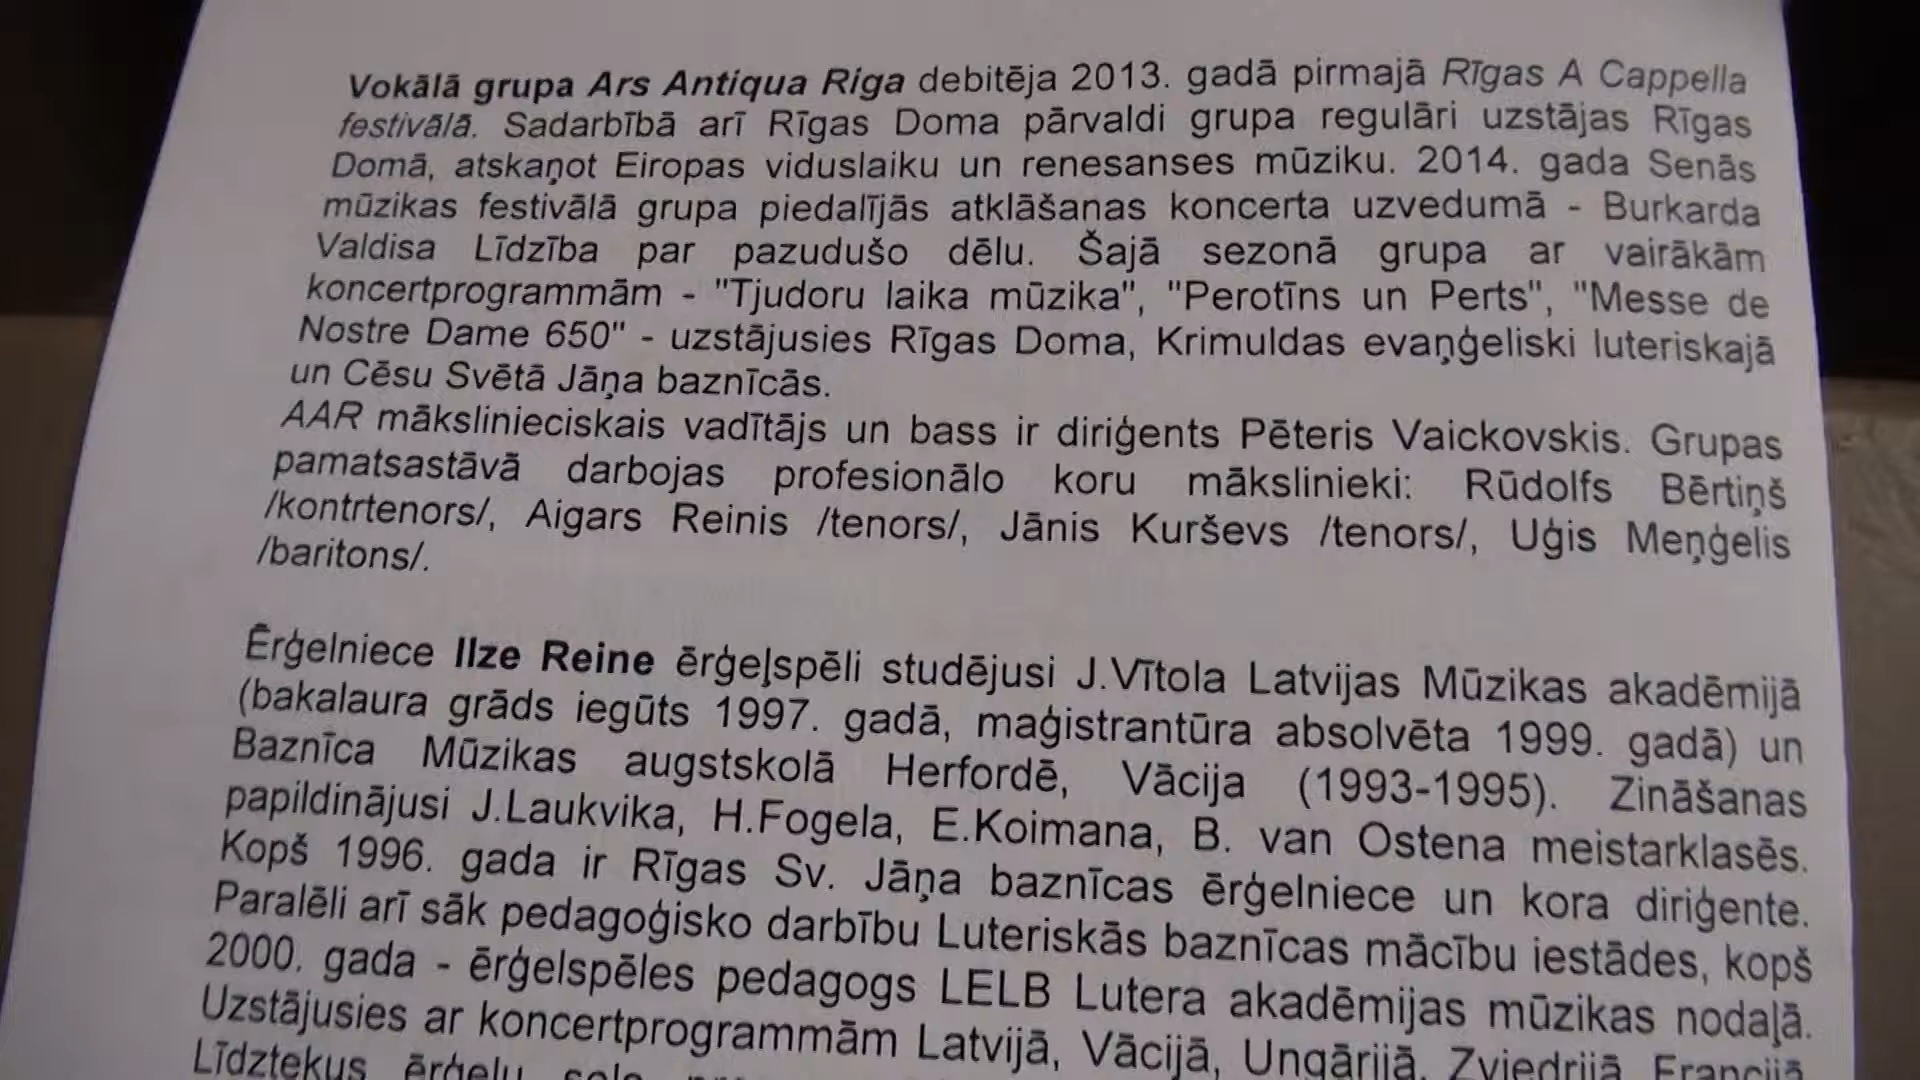 Vokālā grupa Ars Antiqua Riga debitēja 2013. gadā pirmajā Rīgas A Cappella
festivālā. Sadarbībā arī Rīgas Doma pārvaldi grupa regulāri uzstājas Rīgas
Domā, atskaņot Eiropas viduslaiku un renesanses mūziku. 2014. gada Senās
mūzikas festivālā grupa piedalījās atklāšanas koncerta uzvedumā - Burkarda
Valdisa Līdzība par pazudušo dēlu. Šajā sezonā grupa ar vairākām
koncertprogrammām - "Tjudoru laika mūzika", "Perotīns un Perts", "Messe de
Nostre Dame 650" - uzstājusies Rīgas Doma, Krimuldas evaņģeliski luteriskajā
un Cēsu Svētā Jāņa baznīcās.
AAR mākslinieciskais vadītājs un bass ir diriģents Pēteris Vaickovskis. Grupas
pamatsastāvā darbojas profesionālo koru mākslinieki: Rūdolfs Bērtiņš
/kontrtenors/, Aigars Reinis /tenors/, Jānis Kurševs /tenors/, Uģis Meņģelis
/baritons/.
Ērģelniece Ilze Reine ērģeļspēli studējusi J.Vītola Latvijas Mūzikas akadēmijā
(bakalaura grāds iegūts 1997. gadā, maģistrantūra absolvēta 1999. gadā) un
Baznīca Mūzikas augstskolā Herfordē, Vācija (1993-1995). Zināšanas
papildinājusi J.Laukvika, H.Fogela, E.Koimana, B. van Ostena meistarklasēs.
Kopš 1996. gada ir Rīgas Sv. Jāņa baznīcas ērģelniece un kora diriģente.
Paralēli arī sāk pedagoģisko darbību Luteriskās baznīcas mācību iestādes, kopš
2000. gada - ērģelspēles pedagogs LELB Lutera akadēmijas mūzikas nodaļā.
Uzstājusies ar koncertprogrammām Latvijā, Vācijā, Ungārijā, Zviedrijā, Francijā
Līdztekus ērģeļu solo